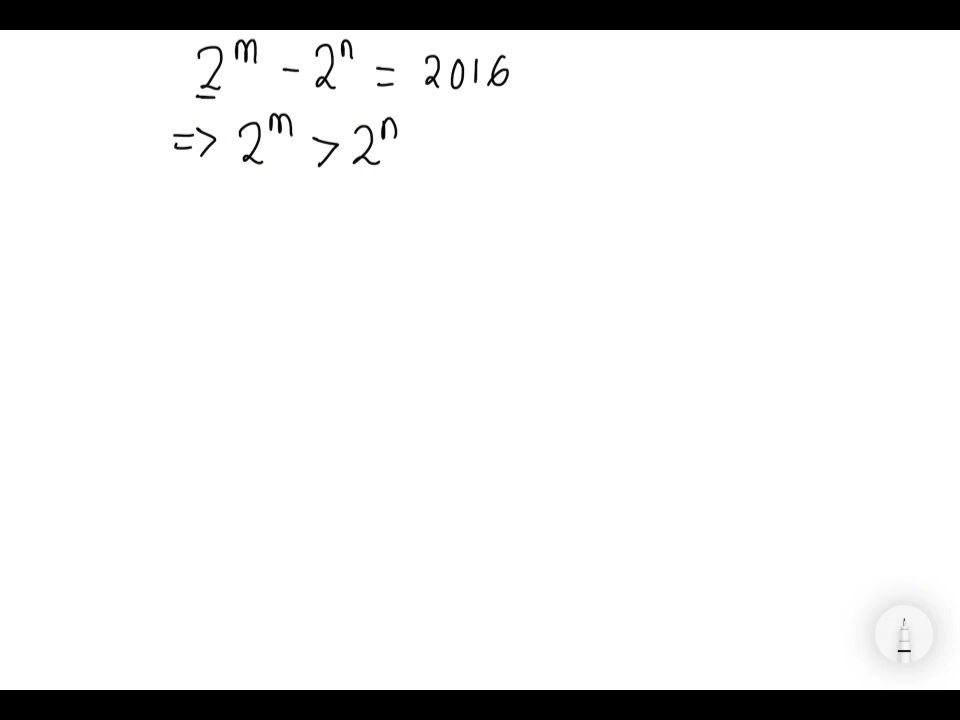 2^m - 2^n = 2016
=> 2^m > 2^n